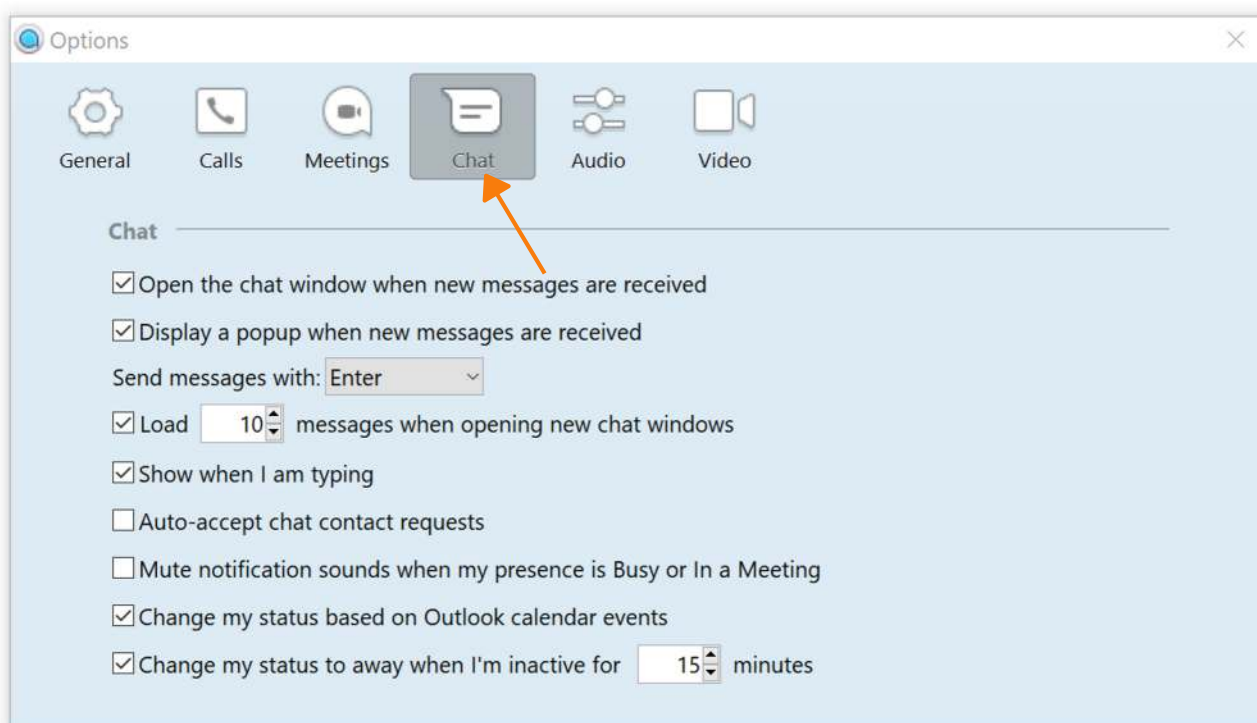 Options
General Calls Meetings Chat Audio Video
Chat
Open the chat window when new messages are received
Display a popup when new messages are received
Send messages with: Enter
Load 10 messages when opening new chat windows
Show when I am typing
Auto-accept chat contact requests
Mute notification sounds when my presence is Busy or In a Meeting
Change my status based on Outlook calendar events
Change my status to away when I'm inactive for 15 minutes